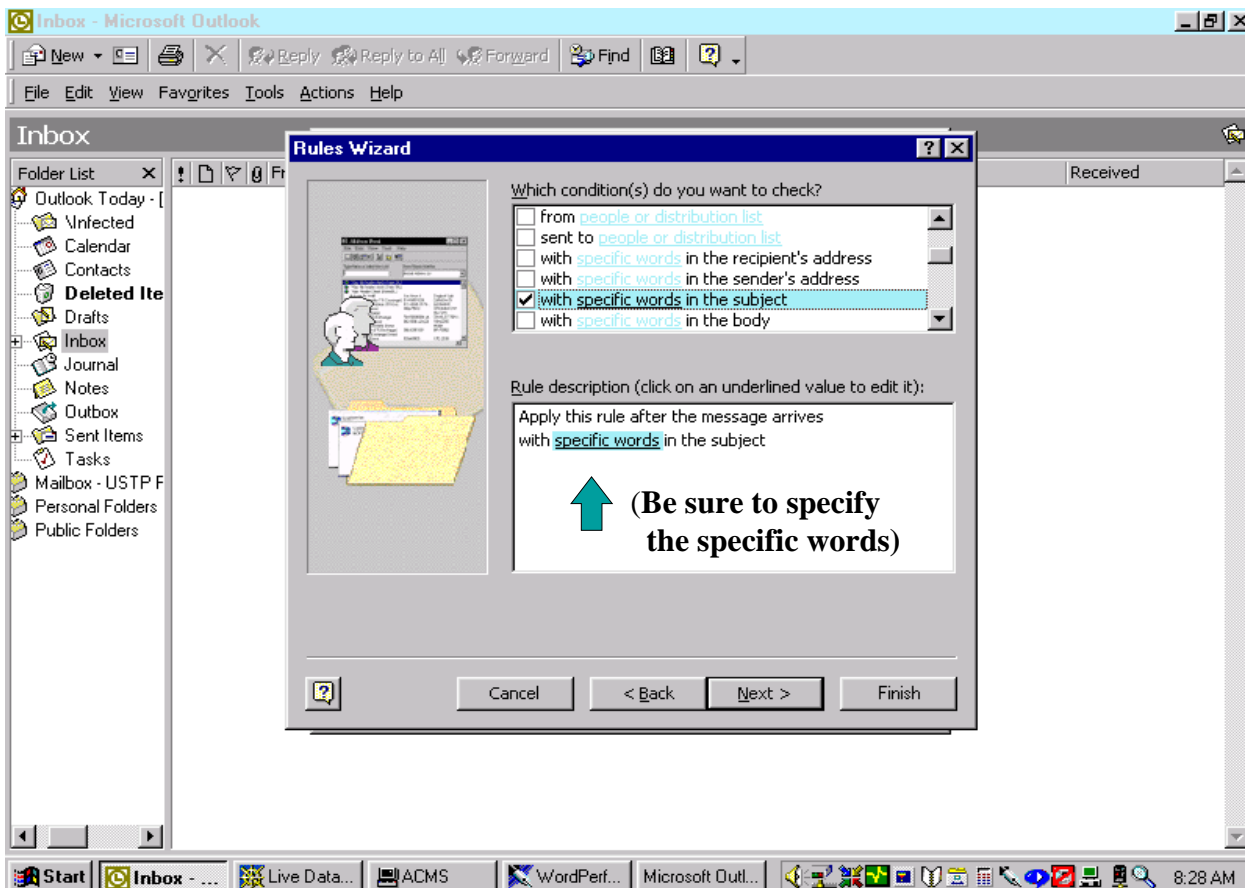 Inbox - Microsoft Outlook
New
Reply Reply to All Forward Find
File Edit View Favorites Tools Actions Help
Inbox
Folder List
Fr
Received
Outlook Today - [
\Infected
Calendar
Contacts
Deleted Ite
Drafts
Inbox
Journal
Notes
Outbox
Sent Items
Tasks
Mailbox - USTP F
Personal Folders
Public Folders
Rules Wizard
Which condition(s) do you want to check?
from people or distribution list
sent to people or distribution list
with specific words in the recipient's address
with specific words in the sender's address
with specific words in the subject
with specific words in the body
Rule description (click on an underlined value to edit it):
Apply this rule after the message arrives
with specific words in the subject
(Be sure to specify
the specific words)
Cancel
< Back
Next >
Finish
Start
Inbox - ...
Live Data...
ACMS
WordPerf...
Microsoft Outl...
8:28 AM